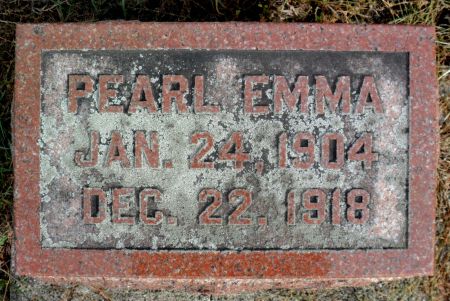 PEARL EMMA
JAN. 24, 1904
DEC. 22, 1918